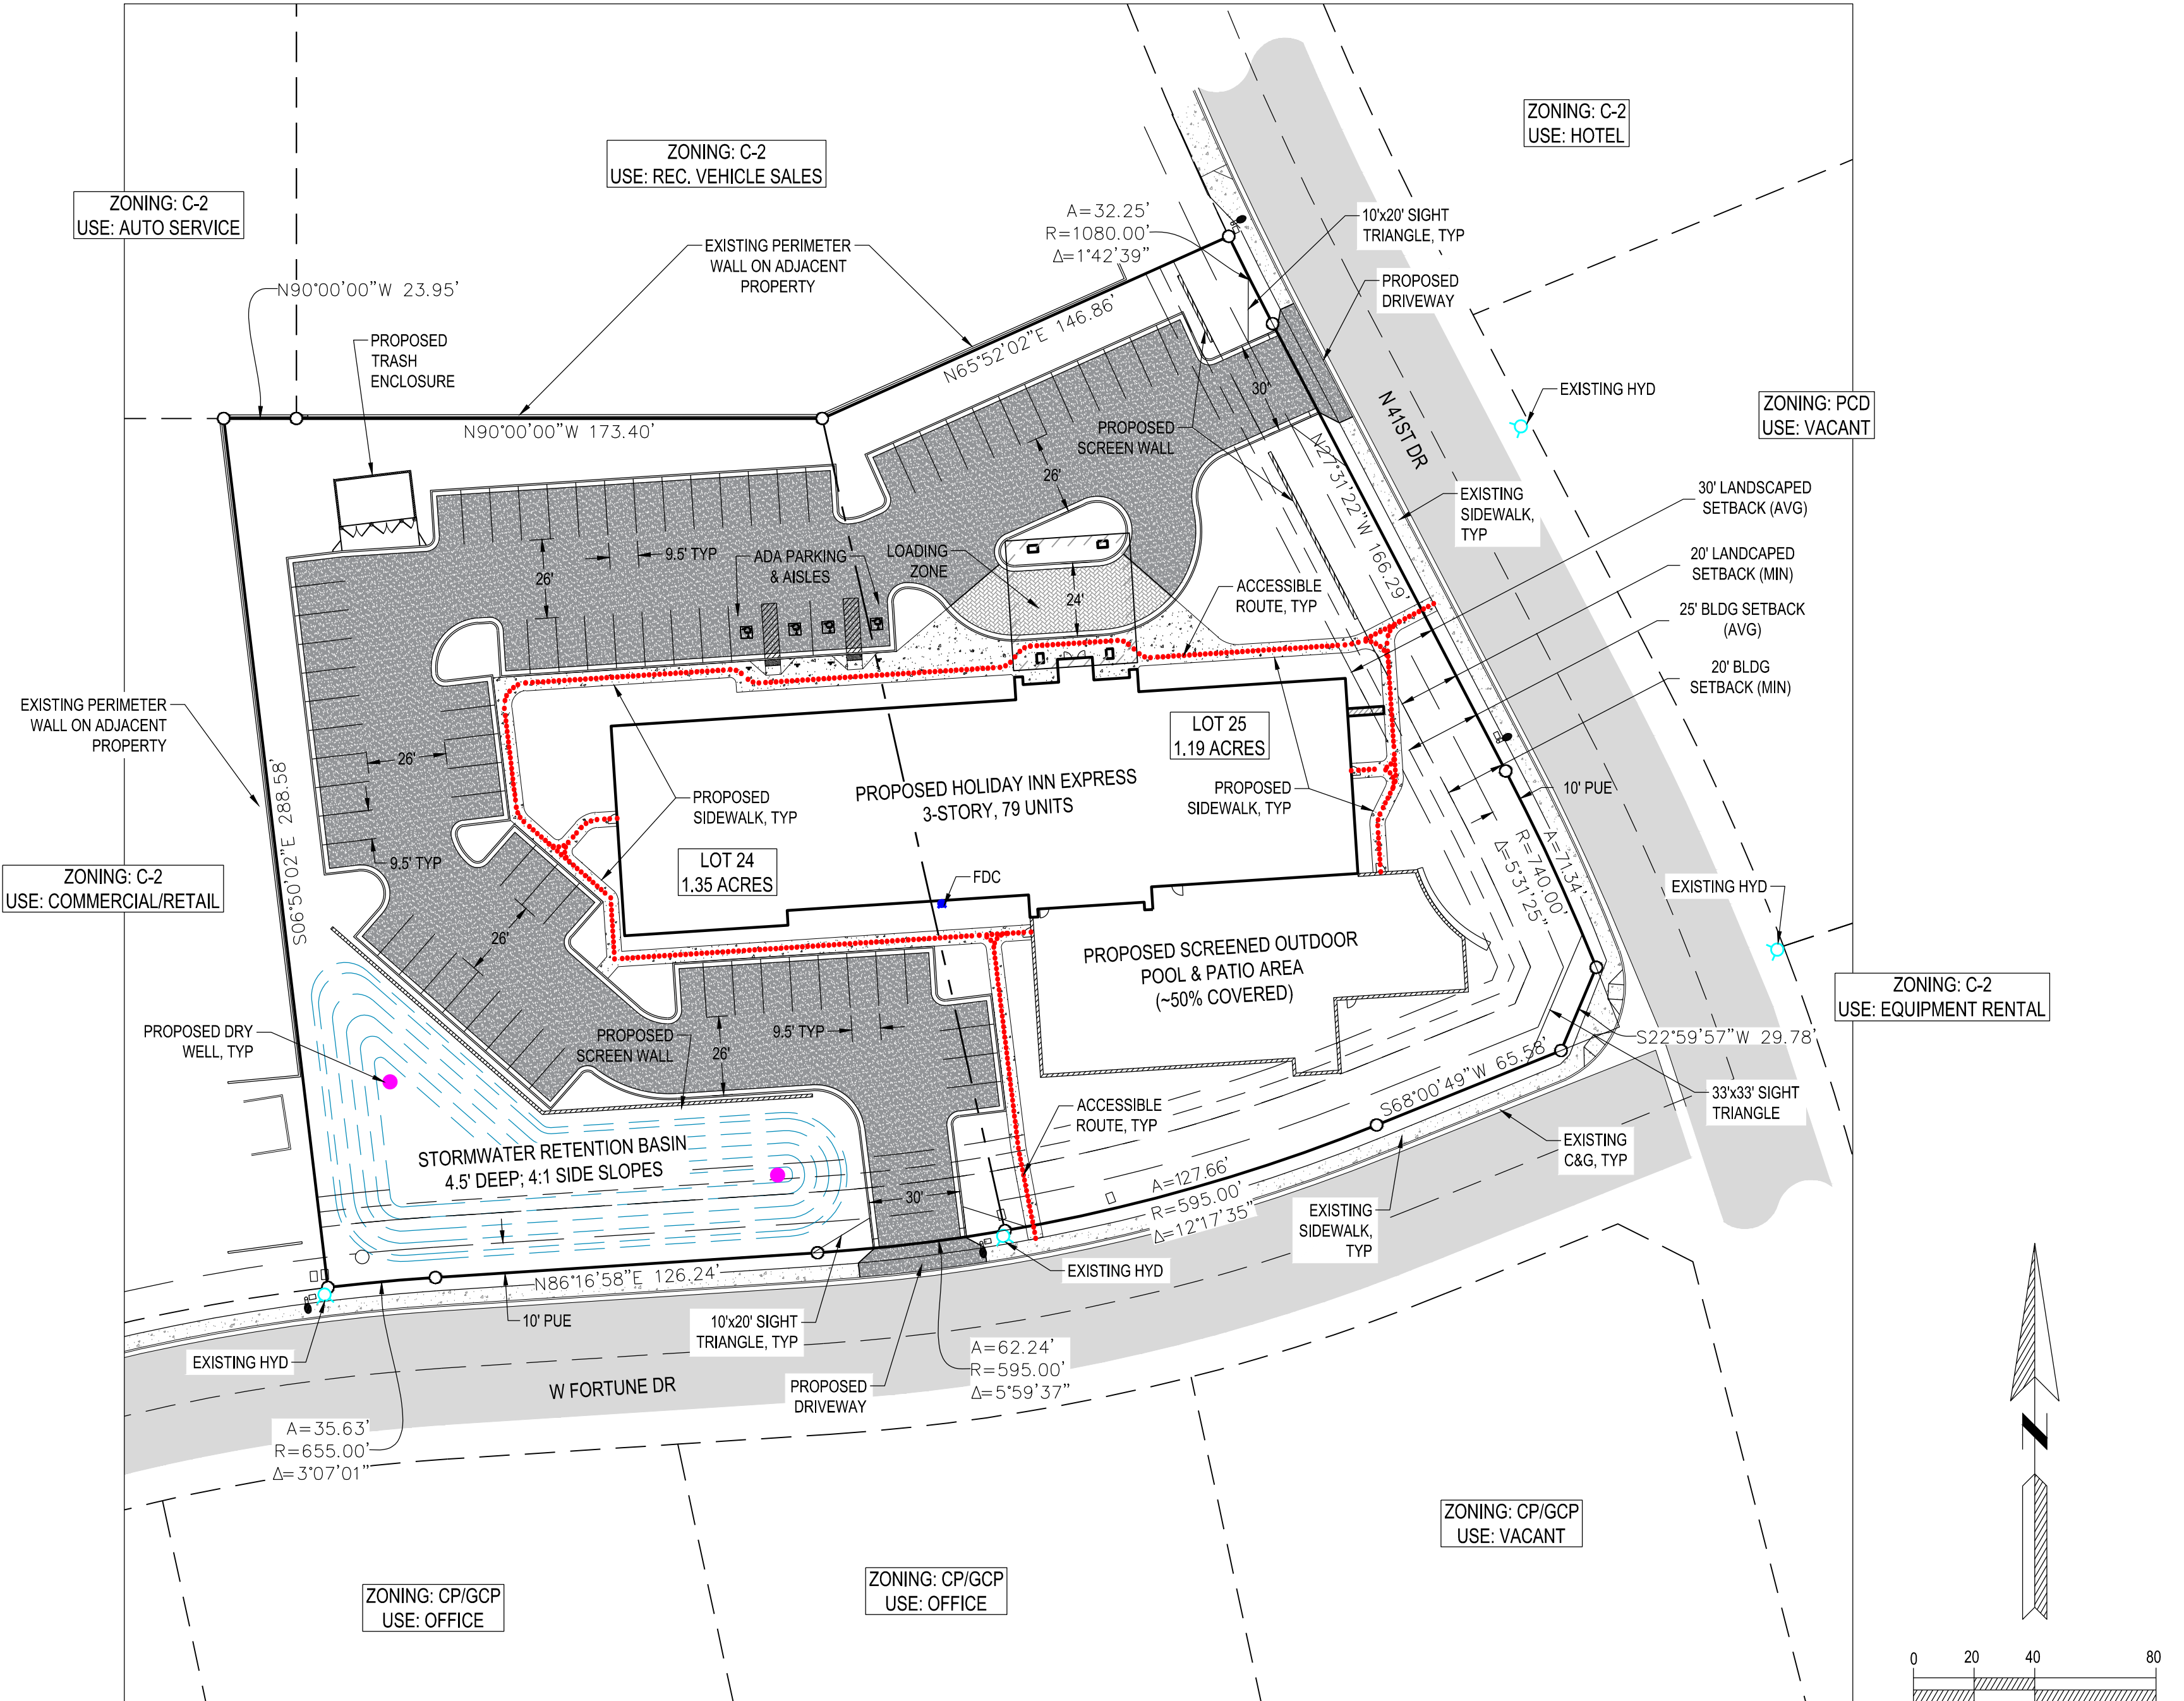 ZONING: C-2
USE: HOTEL
ZONING: C-2
USE: REC. VEHICLE SALES
ZONING: C-2
USE: AUTO SERVICE
A=32.25'
R=1080.00'
Δ=1°42'39"
10'x20' SIGHT
TRIANGLE, TYP
EXISTING PERIMETER
WALL ON ADJACENT
PROPERTY
PROPOSED
DRIVEWAY
N90°00'00"W 23.95'
PROPOSED
TRASH
ENCLOSURE
N65°52'02"E 146.86'
30'
N 41ST DR
EXISTING HYD
ZONING: PCD
USE: VACANT
N90°00'00"W 173.40'
PROPOSED
SCREEN WALL
26'
N27°31'22"W 166.29'
EXISTING
SIDEWALK,
TYP
30' LANDSCAPED
SETBACK (AVG)
20' LANDCAPED
SETBACK (MIN)
25' BLDG SETBACK
(AVG)
20' BLDG
SETBACK (MIN)
9.5' TYP
26'
ADA PARKING
& AISLES
LOADING
ZONE
24'
ACCESSIBLE
ROUTE, TYP
EXISTING PERIMETER
WALL ON ADJACENT
PROPERTY
26'
S06°50'02"E 288.58'
9.5' TYP
PROPOSED
SIDEWALK, TYP
LOT 25
1.19 ACRES
PROPOSED HOLIDAY INN EXPRESS
3-STORY, 79 UNITS
PROPOSED
SIDEWALK, TYP
10' PUE
A=71.34'
R=740.00'
Δ=5°31'25"
LOT 24
1.35 ACRES
FDC
ZONING: C-2
USE: COMMERCIAL/RETAIL
EXISTING HYD
26'
PROPOSED SCREENED OUTDOOR
POOL & PATIO AREA
(~50% COVERED)
ZONING: C-2
USE: EQUIPMENT RENTAL
PROPOSED DRY
WELL, TYP
PROPOSED
SCREEN WALL
26'
9.5' TYP
S22°59'57"W 29.78'
S68°00'49"W 65.58'
33'x33' SIGHT
TRIANGLE
ACCESSIBLE
ROUTE, TYP
EXISTING
C&G, TYP
STORMWATER RETENTION BASIN
4.5' DEEP; 4:1 SIDE SLOPES
30'
A=127.66'
R=595.00'
Δ=12°17'35"
EXISTING
SIDEWALK,
TYP
N86°16'58"E 126.24'
EXISTING HYD
10' PUE
10'x20' SIGHT
TRIANGLE, TYP
EXISTING HYD
A=62.24'
R=595.00'
Δ=5°59'37"
W FORTUNE DR
PROPOSED
DRIVEWAY
A=35.63'
R=655.00'
Δ=3°07'01"
ZONING: CP/GCP
USE: VACANT
ZONING: CP/GCP
USE: OFFICE
ZONING: CP/GCP
USE: OFFICE
N
0 20 40 80